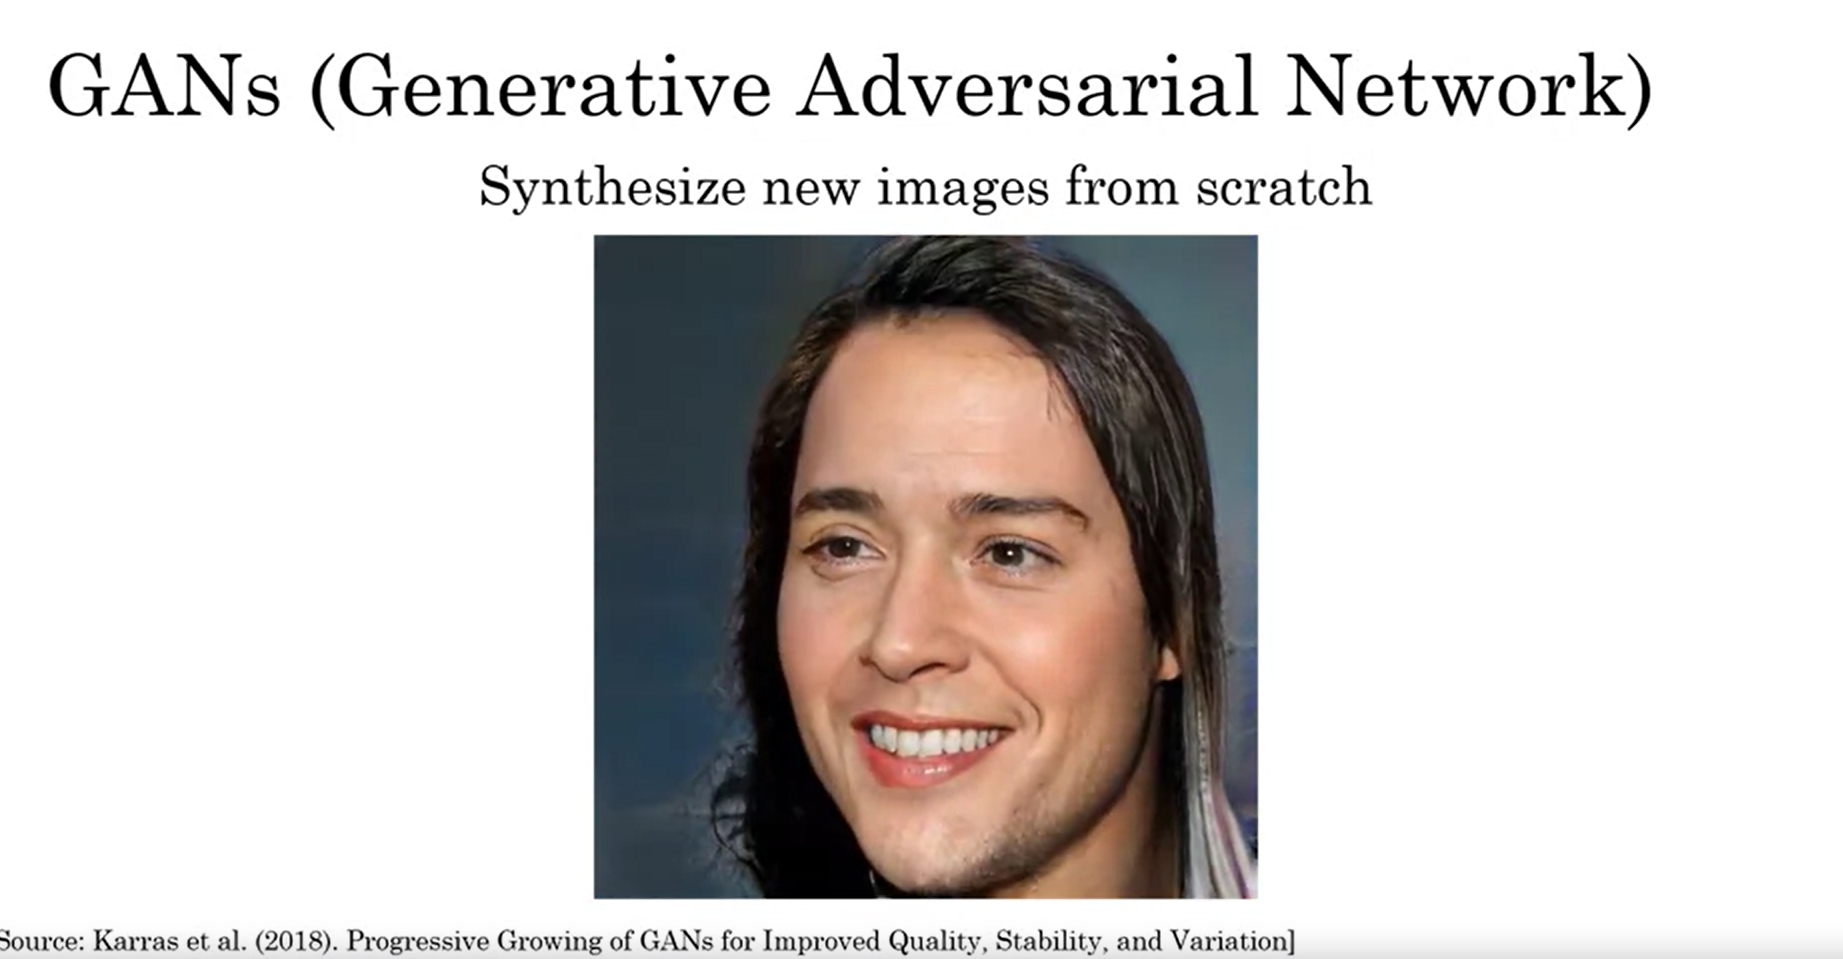 GANs (Generative Adversarial Network)
Synthesize new images from scratch
Source: Karras et al. (2018). Progressive Growing of GANs for Improved Quality, Stability, and Variation]